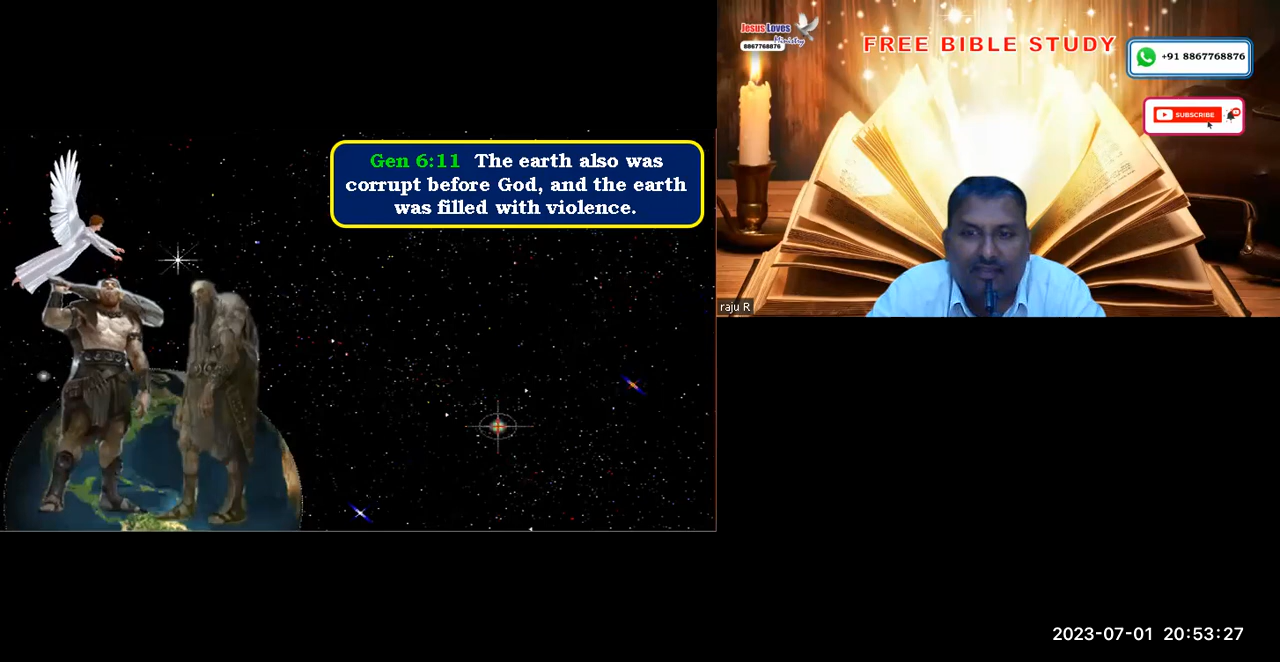 Gen 6:11 The earth also was
corrupt before God, and the earth
was filled with violence.
Jesus Loves
Ministry
8867768876
FREE BIBLE STUDY
+91 8867768876
SUBSCRIBE
raju R
2023-07-01 20:53:27